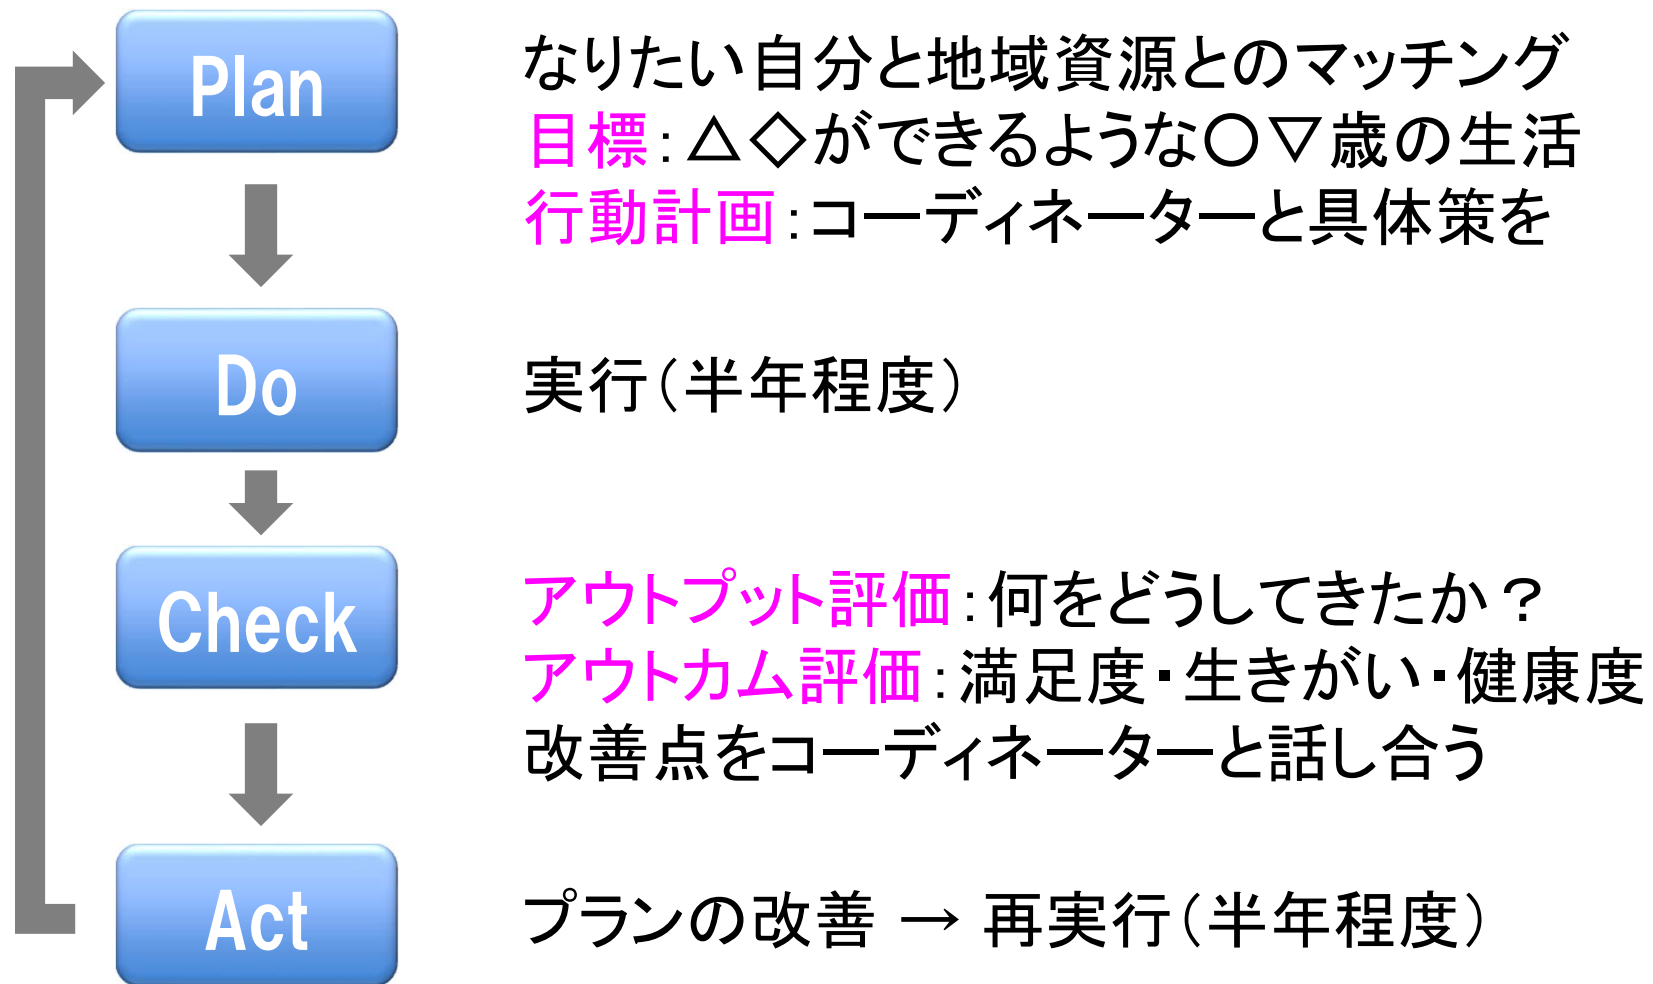 Plan
なりたい自分と地域資源とのマッチング
目標：△◇ができるような○▽歳の生活
行動計画：コーディネーターと具体策を
Do
実行（半年程度）
Check
アウトプット評価：何をどうしてきたか？
アウトカム評価：満足度・生きがい・健康度
改善点をコーディネーターと話し合う
Act
プランの改善 → 再実行（半年程度）